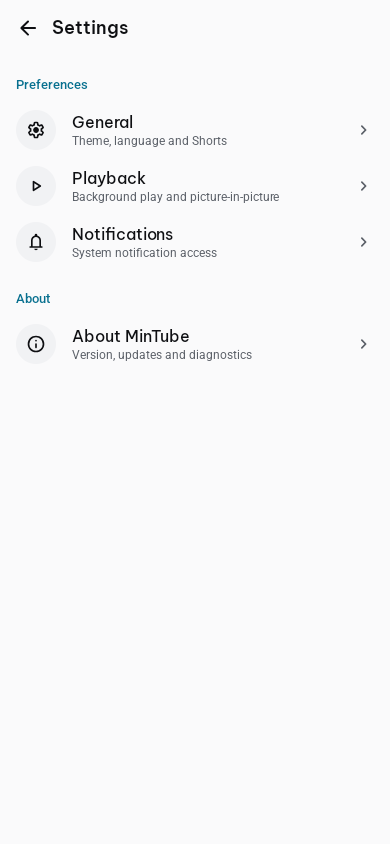 Settings
Preferences
General
Theme, language and Shorts
Playback
Background play and picture-in-picture
Notifications
System notification access
About
About MinTube
Version, updates and diagnostics